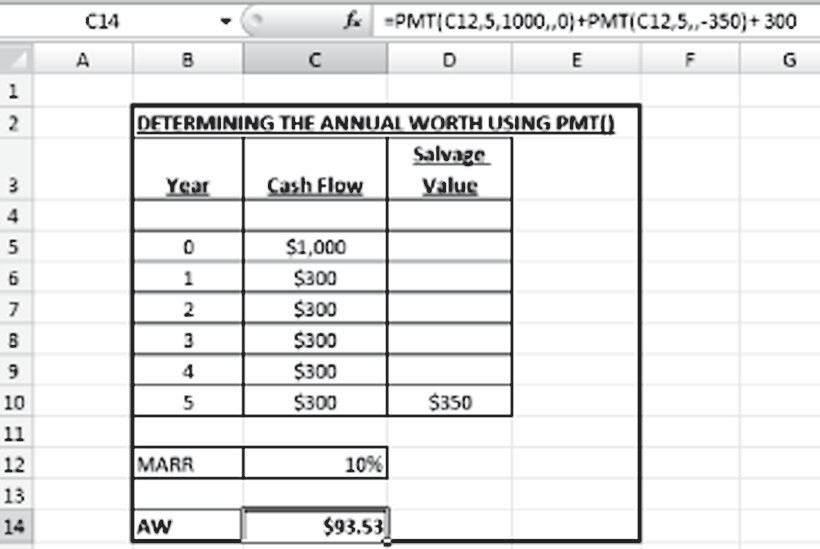 C14 fx =PMT(C12,5,1000,,0)+PMT(C12,5,,-350)+ 300
A B C D E F G
1
2 DETERMINING THE ANNUAL WORTH USING PMT()
3 Year Cash Flow Salvage Value
4
5 0 $1,000
6 1 $300
7 2 $300
8 3 $300
9 4 $300
10 5 $300 $350
11
12 MARR 10%
13
14 AW $93.53